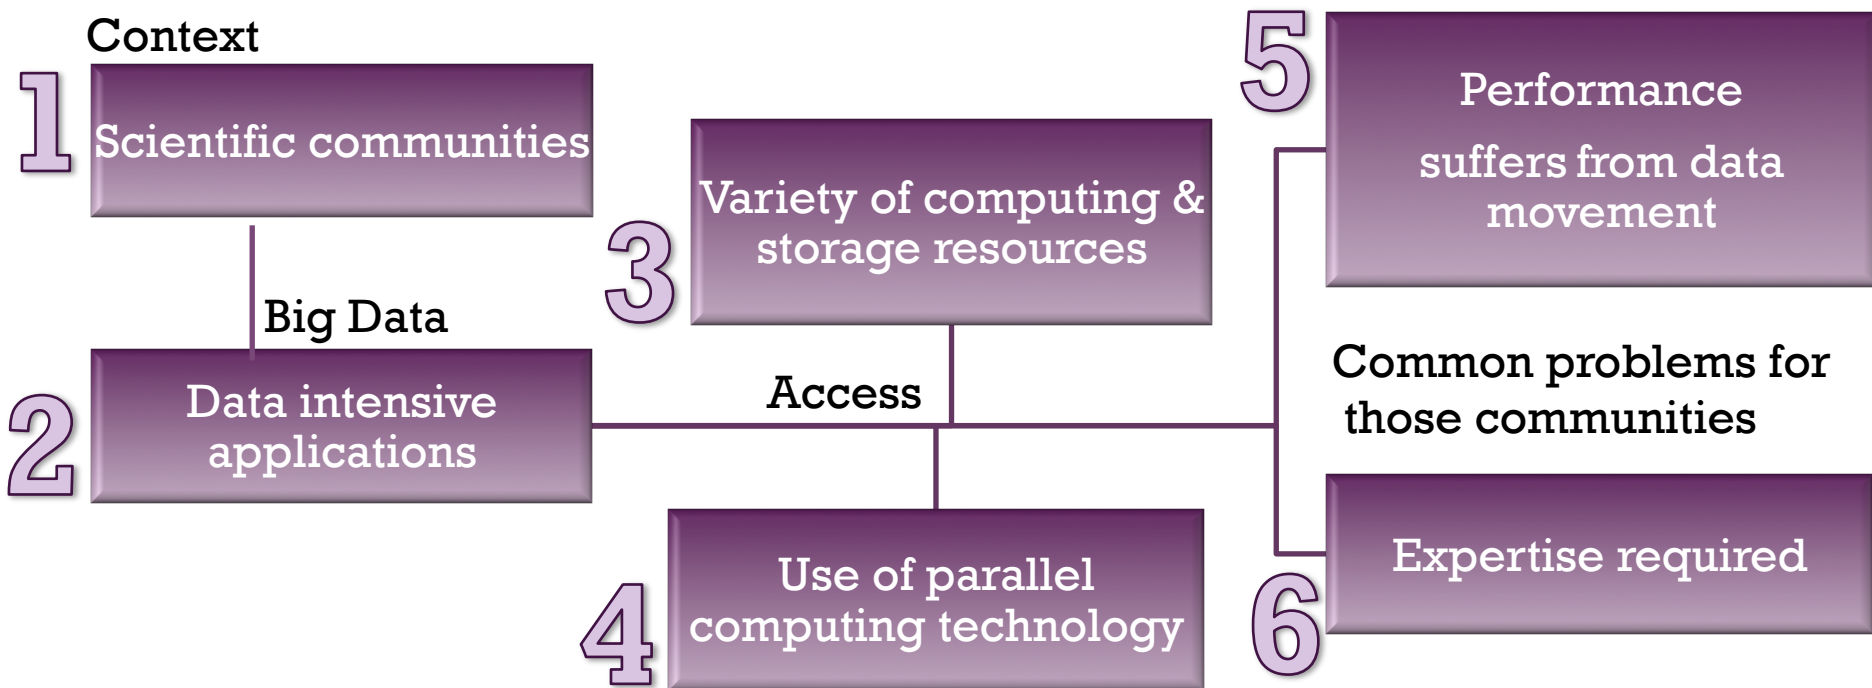 Context
1
Scientific communities
Big Data
2
Data intensive
applications
3
Variety of computing &
storage resources
Access
4
Use of parallel
computing technology
5
Performance
suffers from data
movement
Common problems for
those communities
6
Expertise required